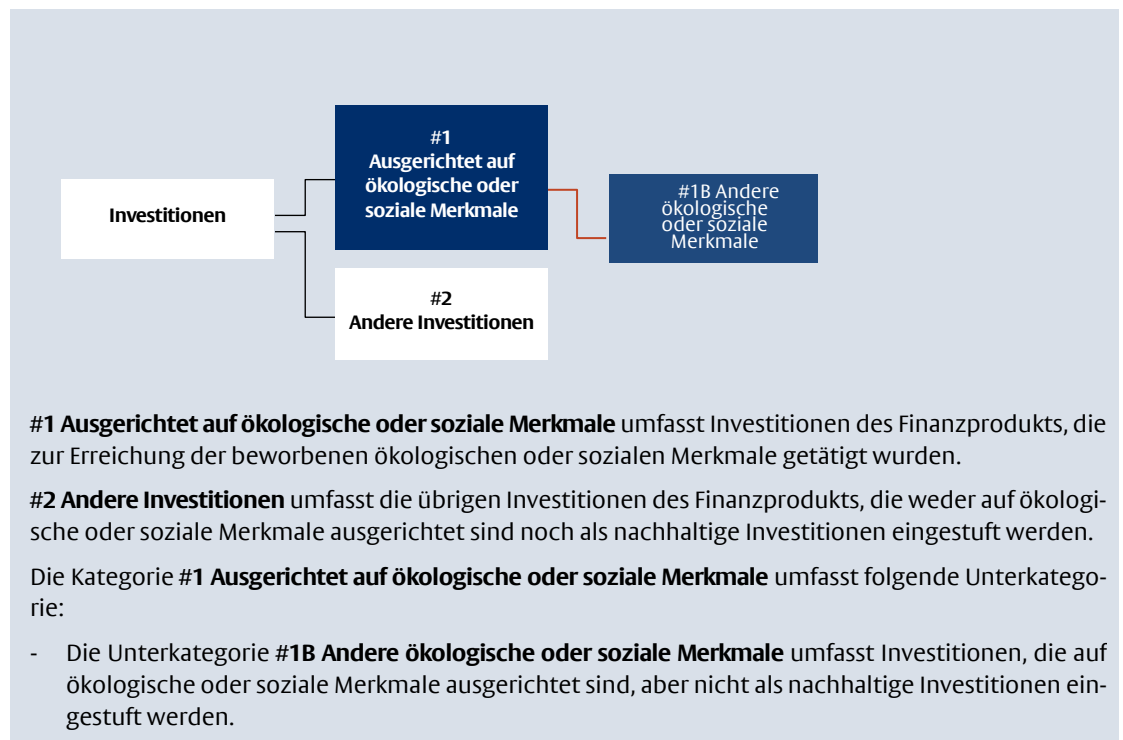 #1
Ausgerichtet auf
ökologische oder
soziale Merkmale
Investitionen
#1B Andere
ökologische
oder soziale
Merkmale
#2
Andere Investitionen
#1 Ausgerichtet auf ökologische oder soziale Merkmale umfasst Investitionen des Finanzprodukts, die
zur Erreichung der beworbenen ökologischen oder sozialen Merkmale getätigt wurden.
#2 Andere Investitionen umfasst die übrigen Investitionen des Finanzprodukts, die weder auf ökologi-
sche oder soziale Merkmale ausgerichtet sind noch als nachhaltige Investitionen eingestuft werden.
Die Kategorie #1 Ausgerichtet auf ökologische oder soziale Merkmale umfasst folgende Unterkatego-
rie:
- Die Unterkategorie #1B Andere ökologische oder soziale Merkmale umfasst Investitionen, die auf
ökologische oder soziale Merkmale ausgerichtet sind, aber nicht als nachhaltige Investitionen ein-
gestuft werden.